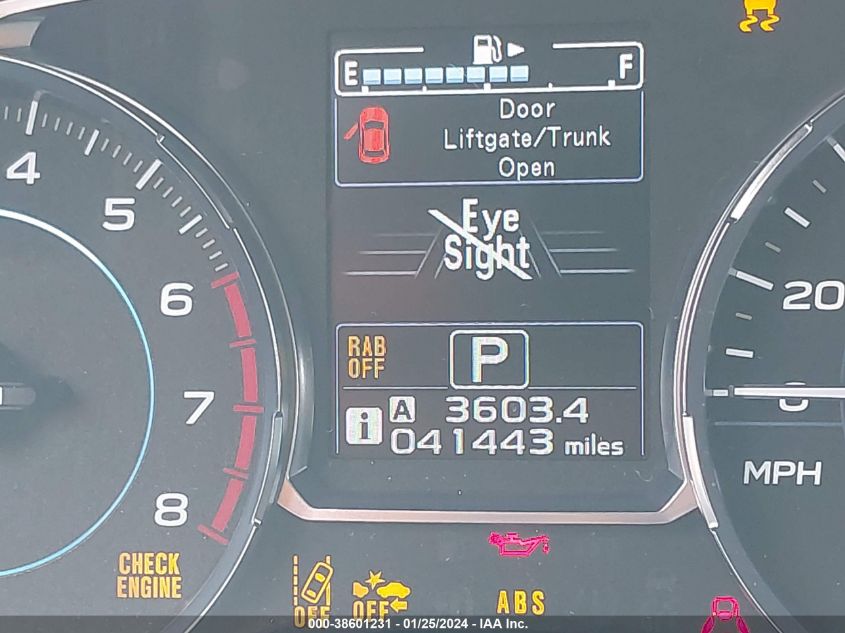 E F
Door
Liftgate/Trunk
Open
Eye
Sight
4
5
6
7
8
RAB
OFF
P
A 3603.4
i 041443 miles
20
0
MPH
CHECK
ENGINE
OFF
OFF
ABS
000-38601231 - 01/25/2024 - IAA Inc.